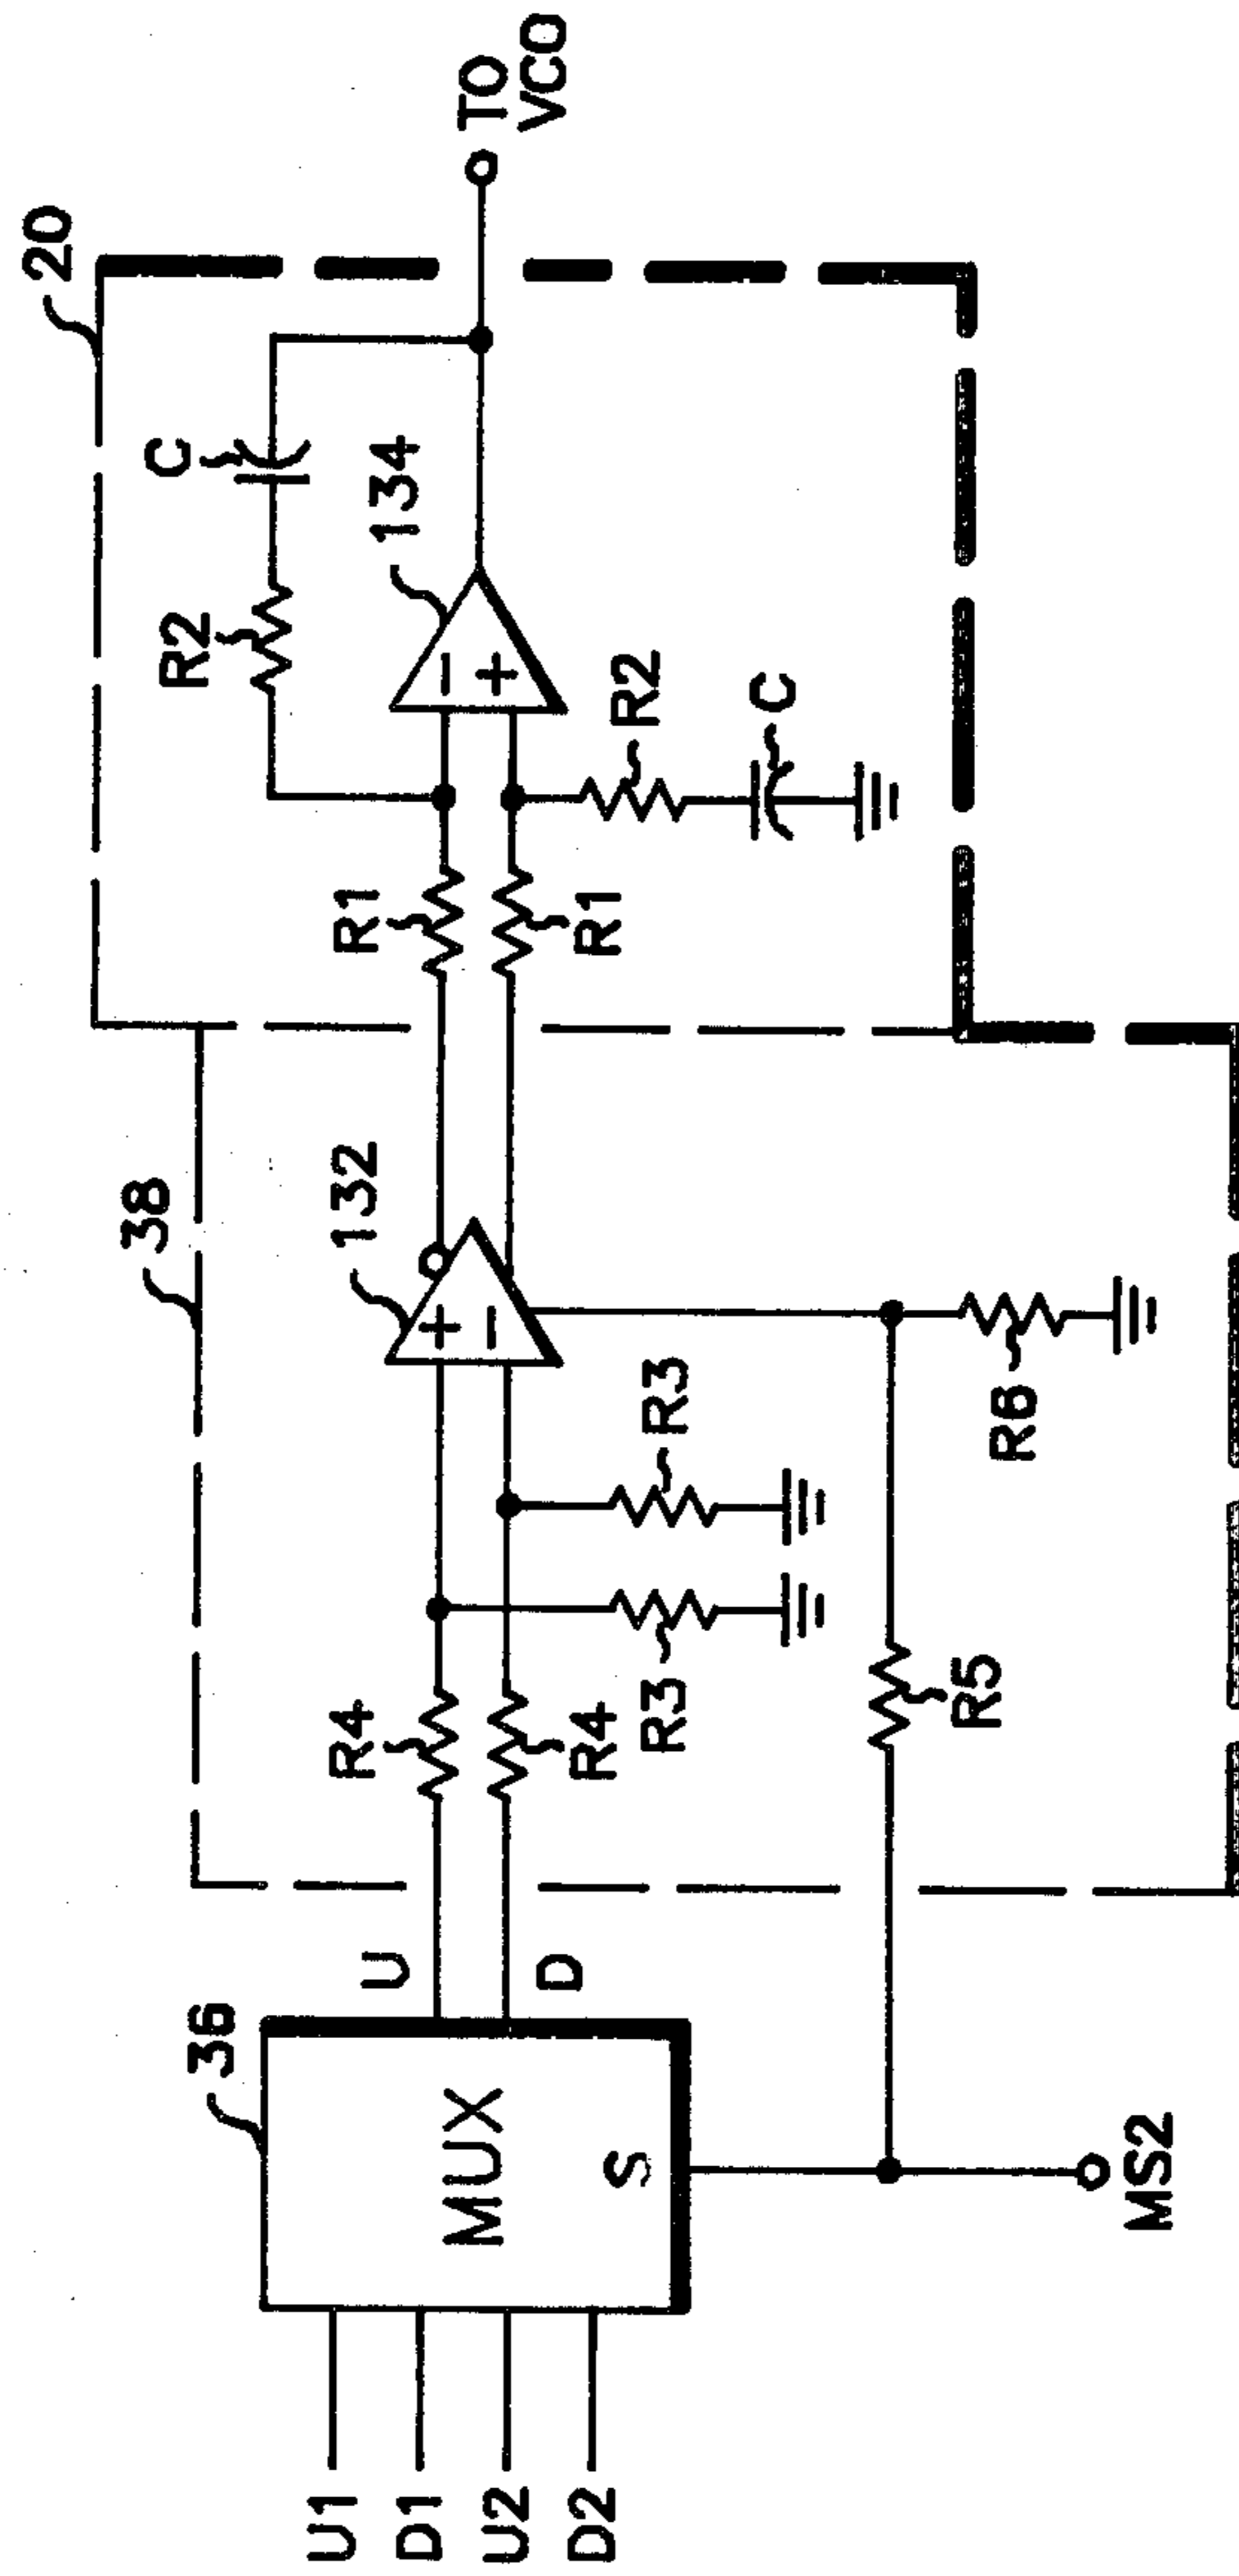 20
38
C
R2
134
TO
VCO
36
132
R1
U
R4
+
−
−
+
R1
R2
C
MUX
D
R4
R3
R3
S
U1
D1
U2
D2
R5
R6
MS2